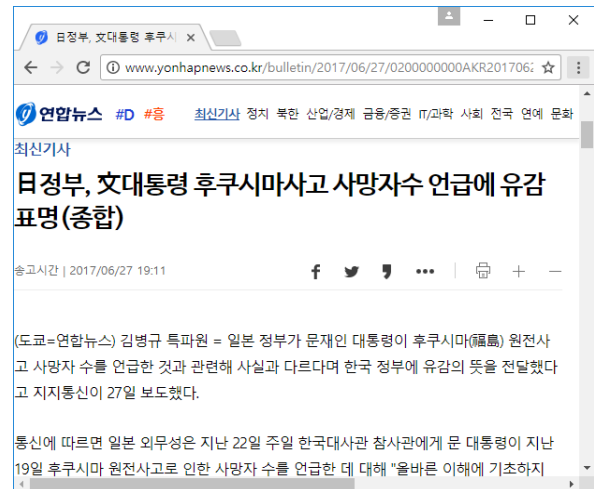 日정부, 文대통령 후쿠시
www.yonhapnews.co.kr/bulletin/2017/06/27/0200000000AKR201706
연합뉴스 #D #흥 최신기사 정치 북한 산업/경제 금융/증권 IT/과학 사회 전국 연예 문화
최신기사
日정부, 文대통령 후쿠시마사고 사망자수 언급에 유감
표명(종합)
송고시간 | 2017/06/27 19:11
(도쿄=연합뉴스) 김병규 특파원 = 일본 정부가 문재인 대통령이 후쿠시마(福島) 원전사
고 사망자 수를 언급한 것과 관련해 사실과 다르다며 한국 정부에 유감의 뜻을 전달했다
고 지지통신이 27일 보도했다.
통신에 따르면 일본 외무성은 지난 22일 주일 한국대사관 참사관에게 문 대통령이 지난
19일 후쿠시마 원전사고로 인한 사망자 수를 언급한 데 대해 "올바른 이해에 기초하지